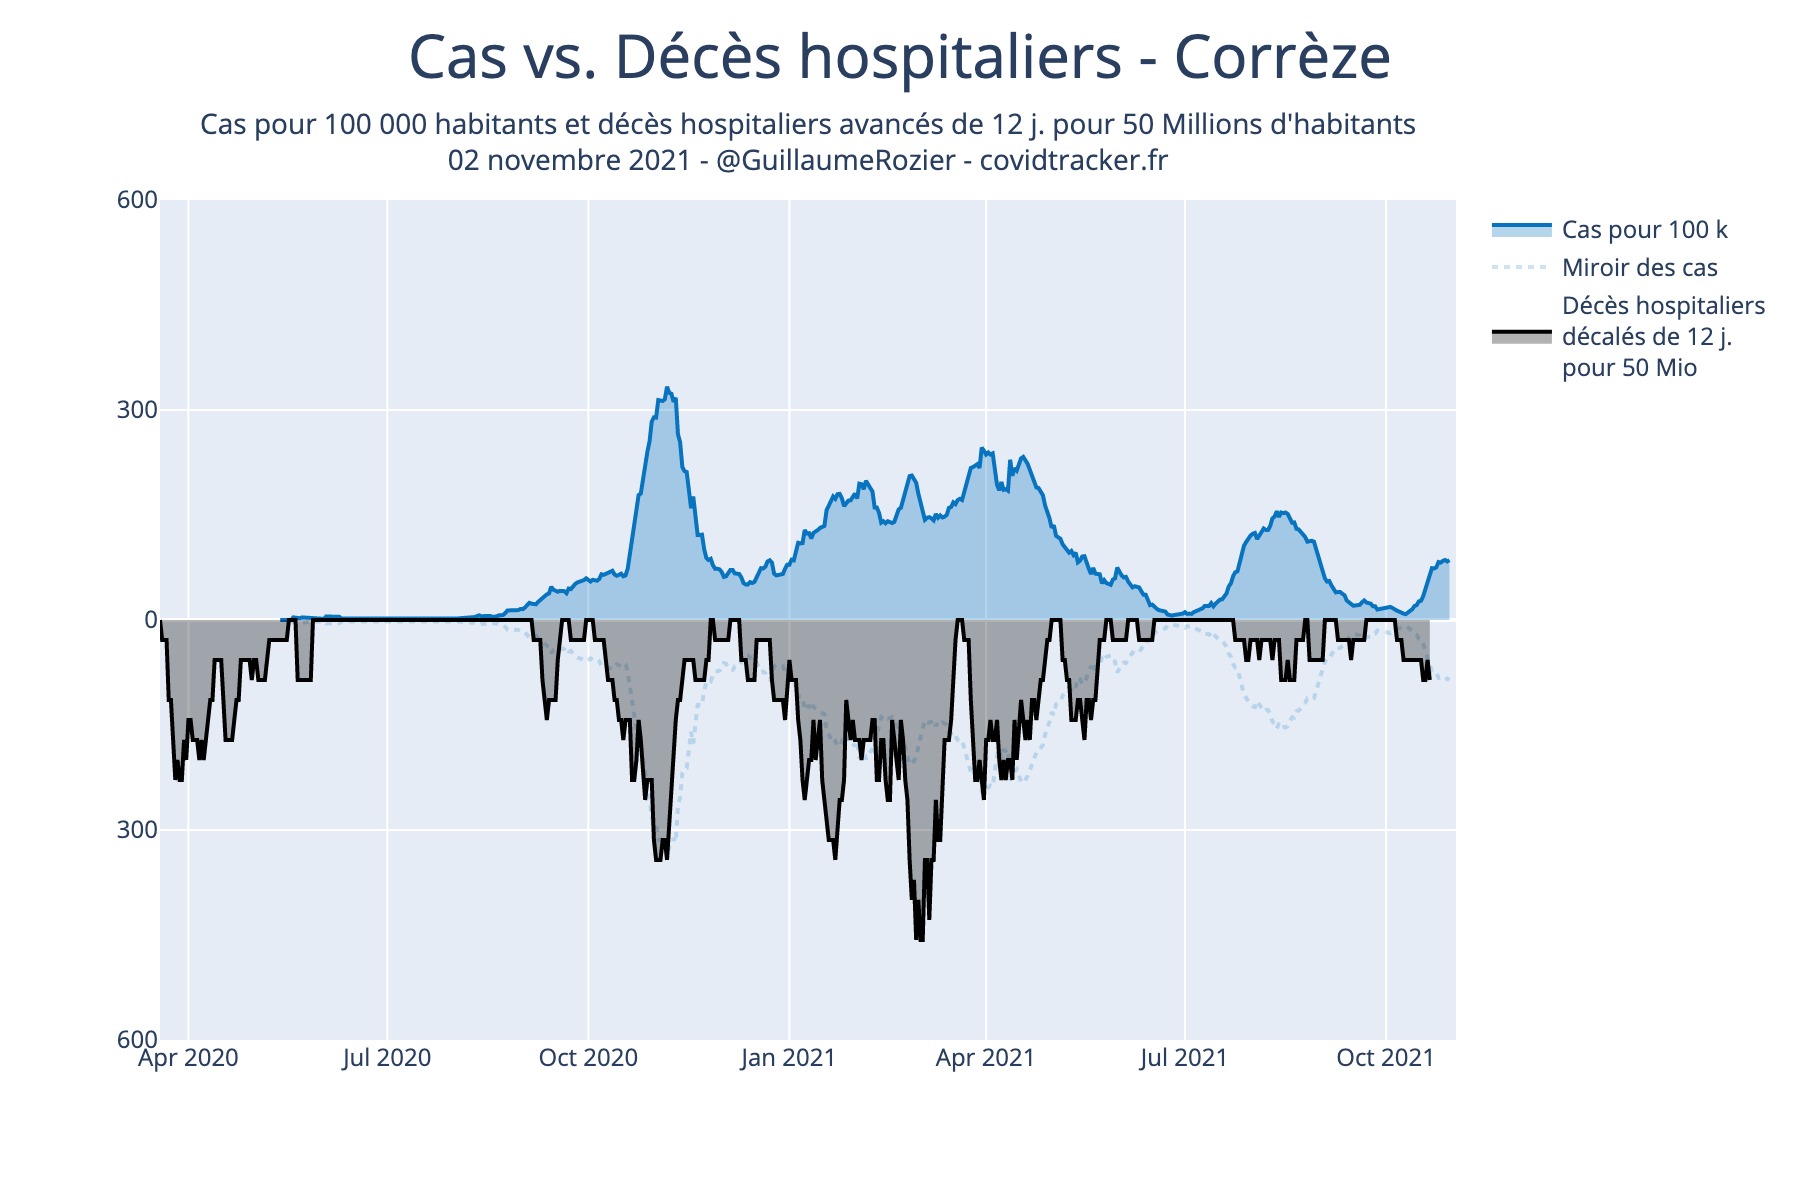 Cas vs. Décès hospitaliers - Corrèze
Cas pour 100 000 habitants et décès hospitaliers avancés de 12 j. pour 50 Millions d'habitants
02 novembre 2021 - @GuillaumeRozier - covidtracker.fr
600
300
0
300
600
Apr 2020
Jul 2020
Oct 2020
Jan 2021
Apr 2021
Jul 2021
Oct 2021
Cas pour 100 k
Miroir des cas
Décès hospitaliers
décalés de 12 j.
pour 50 Mio